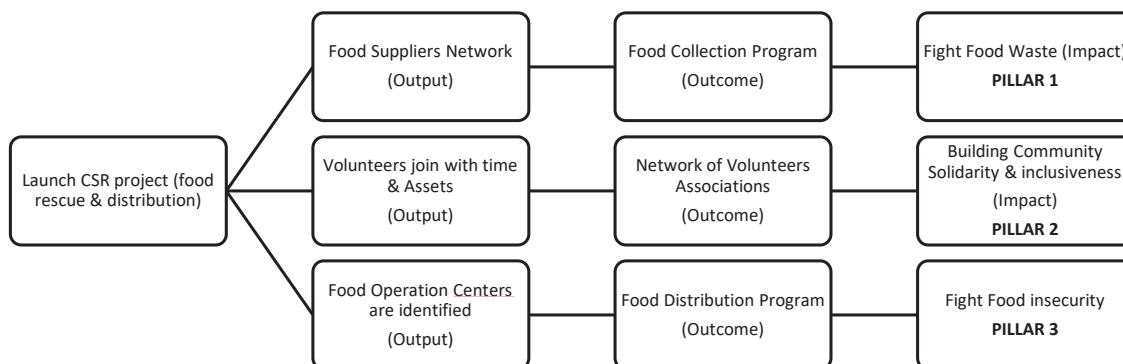 Food Suppliers Network
(Output)
Food Collection Program
(Outcome)
Fight Food Waste (Impact)
PILLAR 1
Launch CSR project (food
rescue & distribution)
Volunteers join with time
& Assets
(Output)
Network of Volunteers
Associations
(Outcome)
Building Community
Solidarity & inclusiveness
(Impact)
PILLAR 2
Food Operation Centers
are identified
(Output)
Food Distribution Program
(Outcome)
Fight Food insecurity
PILLAR 3